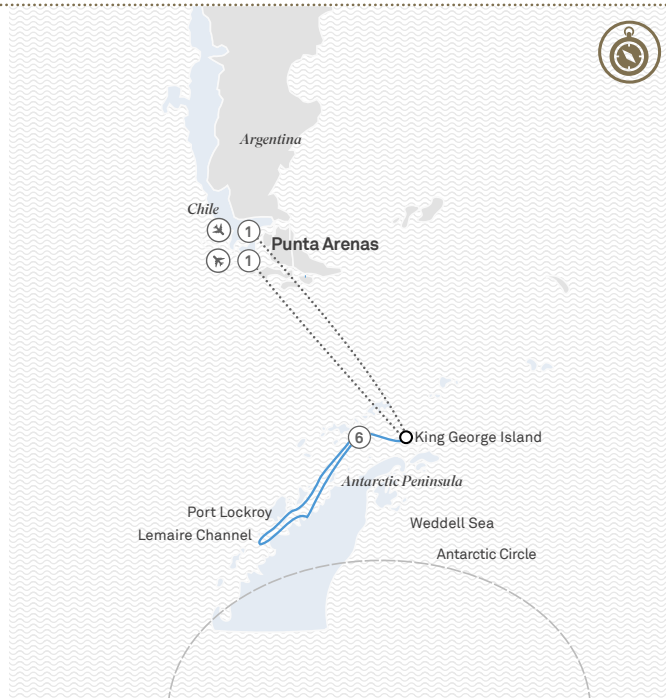 Argentina
Chile
1
Punta Arenas
1
6
King George Island
Antarctic Peninsula
Port Lockroy
Weddell Sea
Lemaire Channel
Antarctic Circle